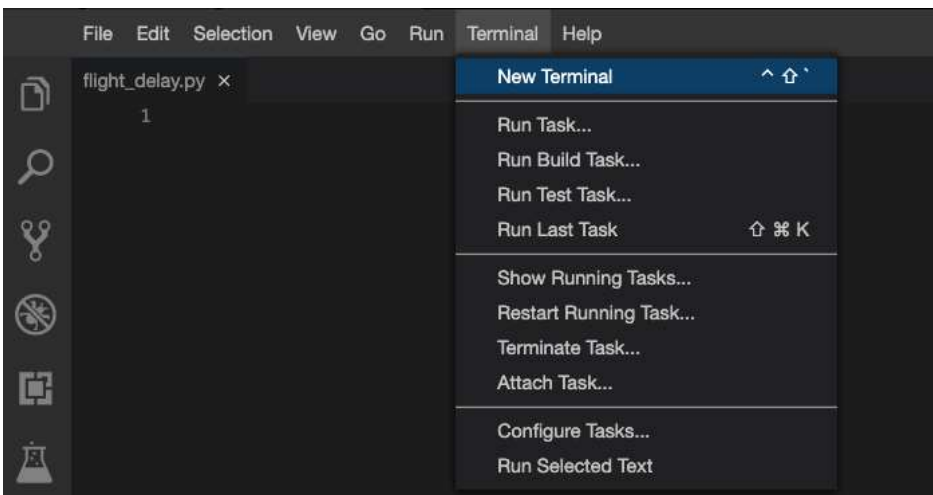 File Edit Selection View Go Run Terminal Help
flight_delay.py ×
1
New Terminal ^ ⇧ `
Run Task...
Run Build Task...
Run Test Task...
Run Last Task ⇧ ⌘ K
Show Running Tasks...
Restart Running Task...
Terminate Task...
Attach Task...
Configure Tasks...
Run Selected Text